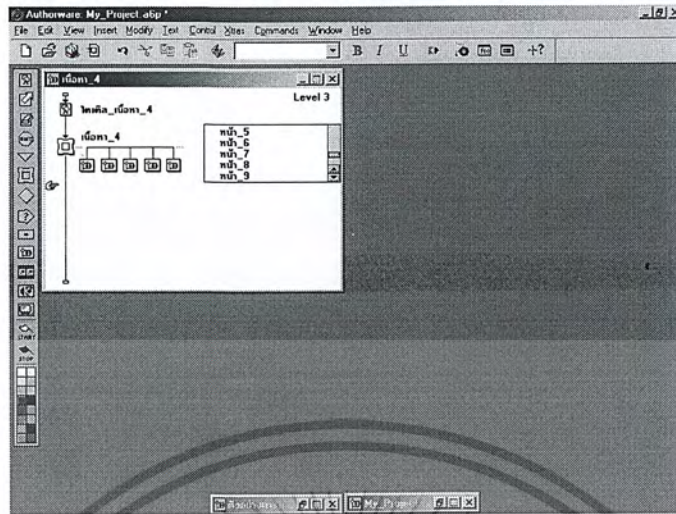 Authorware: My_Project.a6p *
File Edit View Insert Modify Text Control Xtras Commands Window Help
B I U
เนื้อหา_4
Level 3
ไตเติล_เนื้อหา_4
เนื้อหา_4
หน้า_5
หน้า_6
หน้า_7
หน้า_8
หน้า_9
START
STOP
My_Project